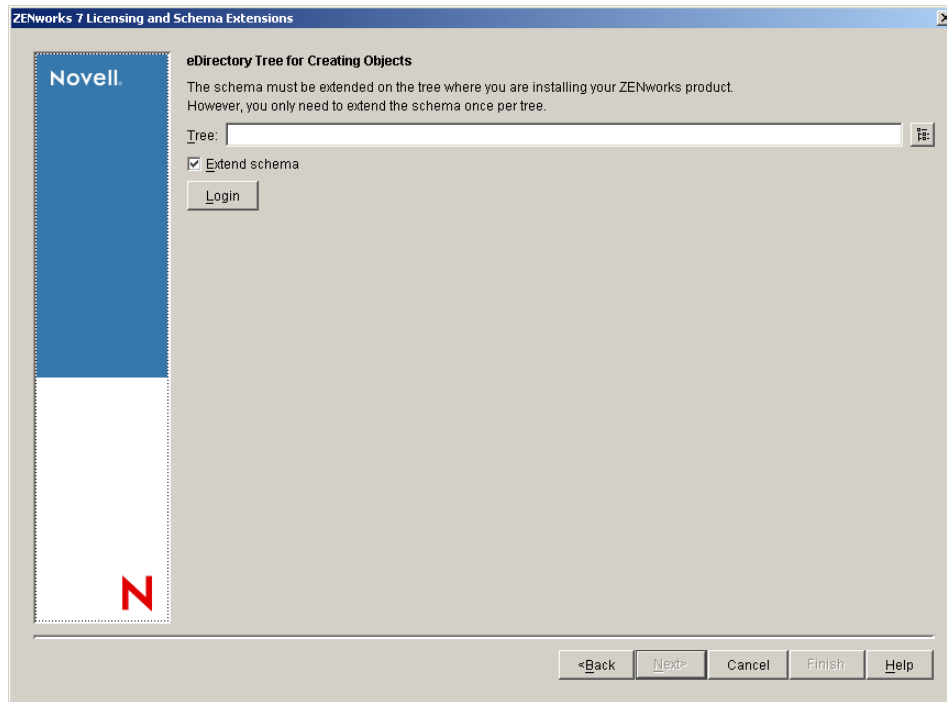 ZENworks 7 Licensing and Schema Extensions
Novell.
eDirectory Tree for Creating Objects
The schema must be extended on the tree where you are installing your ZENworks product.
However, you only need to extend the schema once per tree.
Tree:
Extend schema
Login
N
<Back Next> Cancel Finish Help